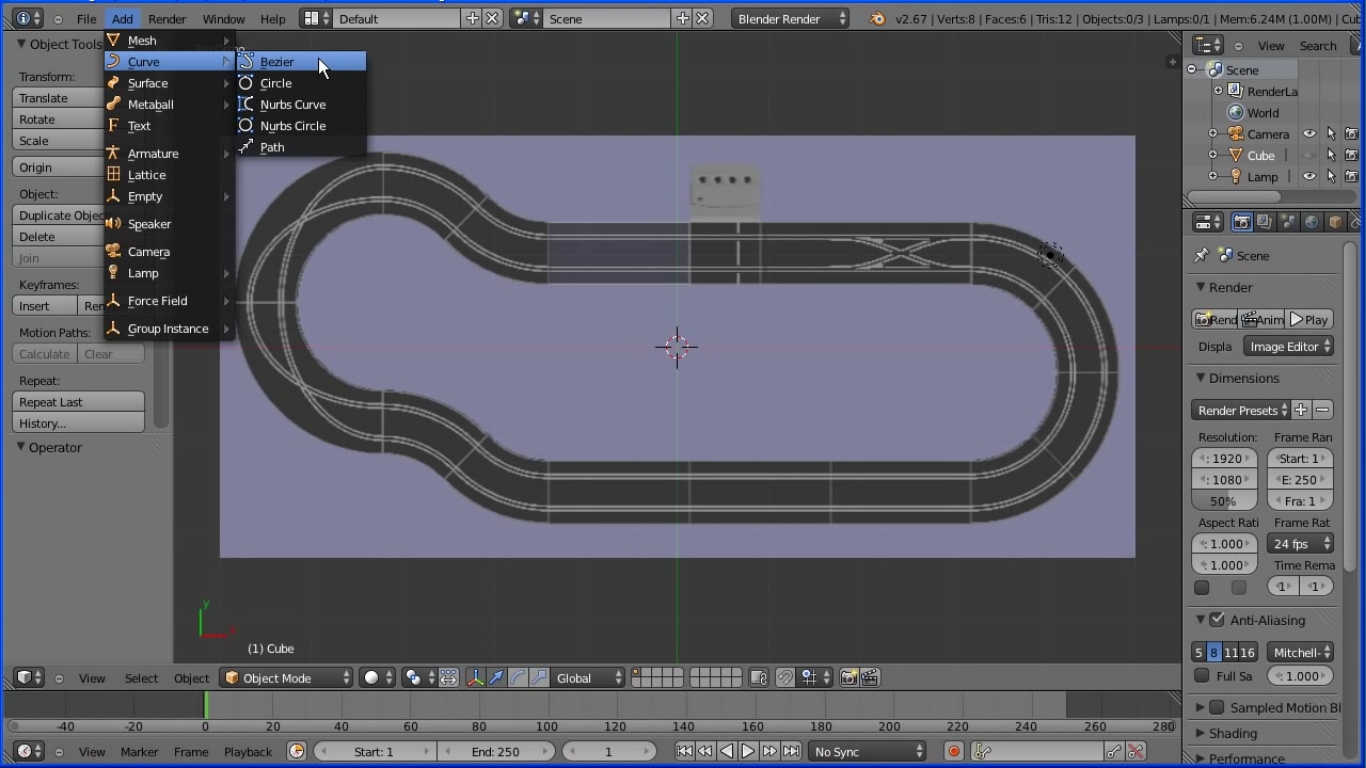 File Add Render Window Help Default Scene Blender Render v2.67 | Verts:8 | Faces:6 | Tris:12 | Objects:0/3 | Lamps:0/1 | Mem:6.24M (1.00M) | Cub
Object Tools
Transform:
Translate
Rotate
Scale
Origin
Object:
Duplicate Objec
Delete
Join
Keyframes:
Insert
Motion Paths:
Calculate Clear
Repeat:
Repeat Last
History...
Operator
Mesh
Curve
Surface
Metaball
Text
Armature
Lattice
Empty
Speaker
Camera
Lamp
Force Field
Group Instance
Bezier
Circle
Nurbs Curve
Nurbs Circle
Path
y
(1) Cube
View Search
Scene
RenderLa
World
Camera
Cube
Lamp
Scene
Render
Rend Anim Play
Displa Image Editor
Dimensions
Render Presets
Resolution: Frame Ran
: 1920 Start: 1
: 1080 E: 250
50% Fra: 1
Aspect Rati Frame Rat
: 1.000 24 fps
: 1.000 Time Rema
1 1
Anti-Aliasing
5 8 11 16 Mitchell-
Full Sa : 1.000
Sampled Motion Bl
Shading
Performance
View Select Object Object Mode Global
-40 -20 0 20 40 60 80 100 120 140 160 180 200 220 240 260 280
View Marker Frame Playback Start: 1 End: 250 1 No Sync